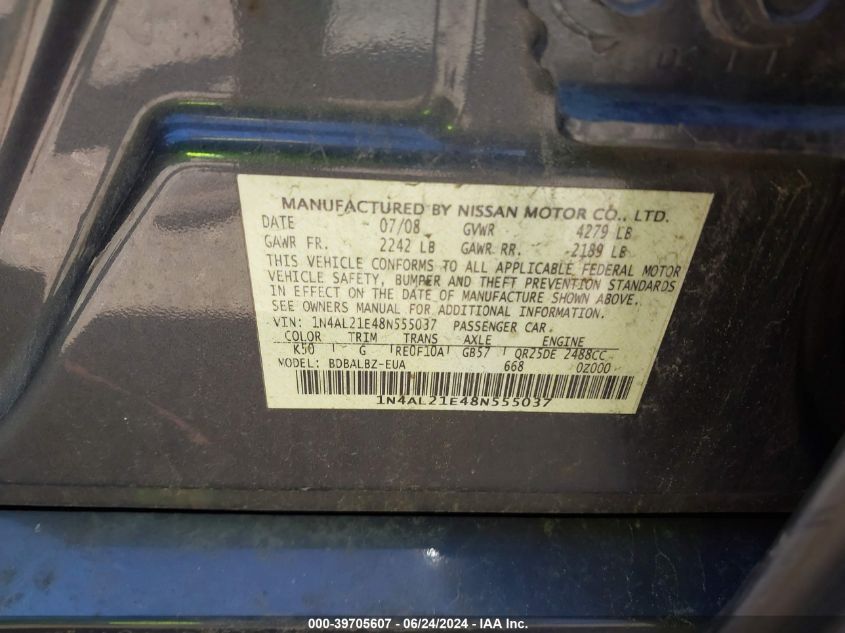 MANUFACTURED BY NISSAN MOTOR CO., LTD.
DATE 07/08 GVWR 4279 LB
GAWR FR. 2242 LB GAWR RR. 2189 LB
THIS VEHICLE CONFORMS TO ALL APPLICABLE FEDERAL MOTOR
VEHICLE SAFETY, BUMPER AND THEFT PREVENTION STANDARDS
IN EFFECT ON THE DATE OF MANUFACTURE SHOWN ABOVE.
SEE OWNERS MANUAL FOR ADDITIONAL INFORMATION.
VIN: 1N4AL21E48N555037 PASSENGER CAR
COLOR TRIM TRANS AXLE ENGINE
K50 G RE0F10A GB57 QR25DE 2488CC
MODEL: BDBALBZ-EUA 668 0Z000
1N4AL21E48N555037
000-39705607 - 06/24/2024 - IAA Inc.